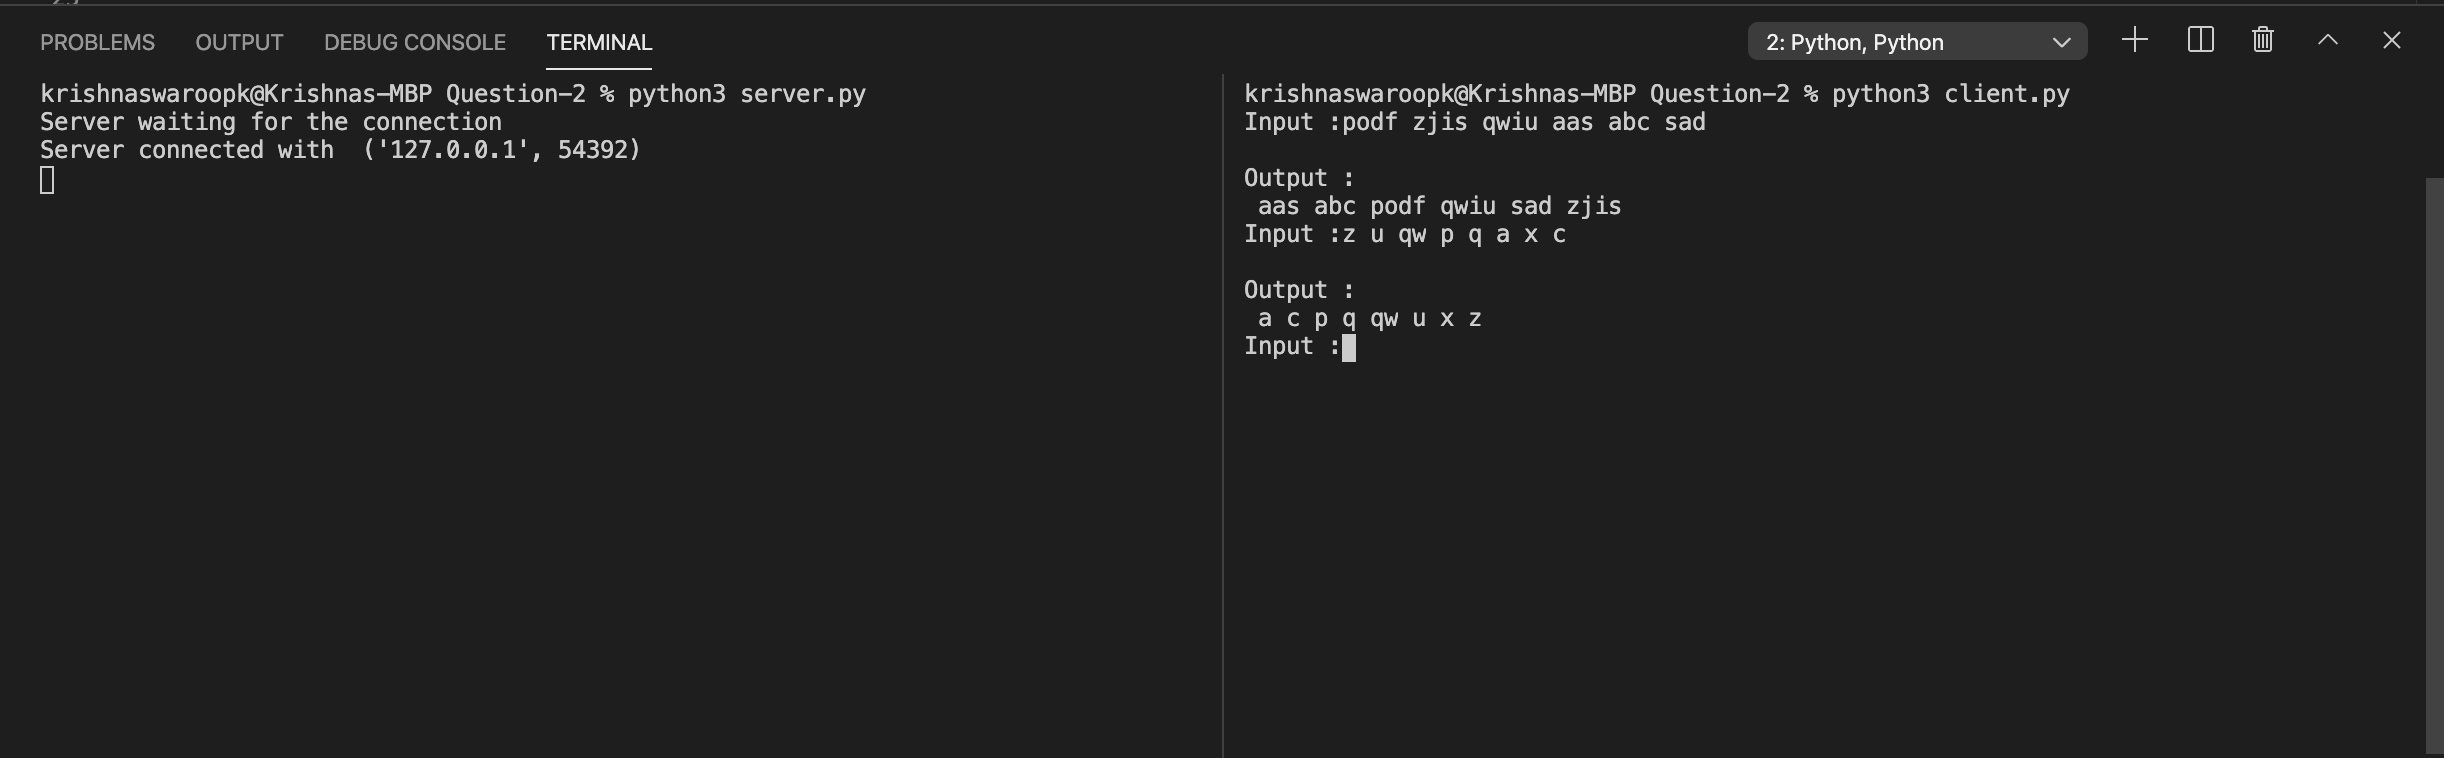 PROBLEMS OUTPUT DEBUG CONSOLE TERMINAL 2: Python, Python
krishnaswaroopk@Krishnas-MBP Question-2 % python3 server.py
Server waiting for the connection
Server connected with  ('127.0.0.1', 54392)
krishnaswaroopk@Krishnas-MBP Question-2 % python3 client.py
Input :podf zjis qwiu aas abc sad
Output :
aas abc podf qwiu sad zjis
Input :z u qw p q a x c
Output :
a c p q qw u x z
Input :